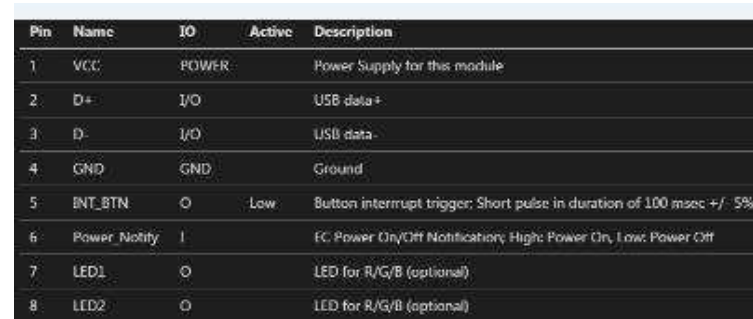 Pin Name IO Active Description
1 VCC POWER Power Supply for this module
2 D+ I/O USB data+
3 D- I/O USB data-
4 GND GND Ground
5 INT_BTN O Low Button interrrupt trigger; Short pulse in duration of 100 msec +/- 5%
6 Power_Notify I EC Power On/Off Notification; High: Power On, Low: Power Off
7 LED1 O LED for R/G/B (optional)
8 LED2 O LED for R/G/B (optional)